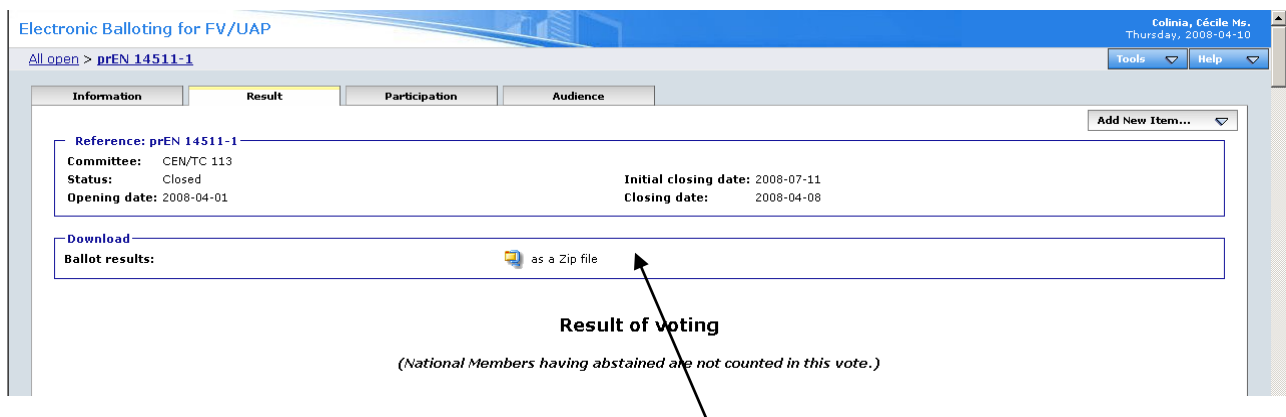 Electronic Balloting for FV/UAP
Colinia, Cécile Ms.
Thursday, 2008-04-10
All open > prEN 14511-1
Tools Help
Information Result Participation Audience
Add New Item...
Reference: prEN 14511-1
Committee: CEN/TC 113
Status: Closed Initial closing date: 2008-07-11
Opening date: 2008-04-01 Closing date: 2008-04-08
Download
Ballot results: as a Zip file
Result of voting
(National Members having abstained are not counted in this vote.)